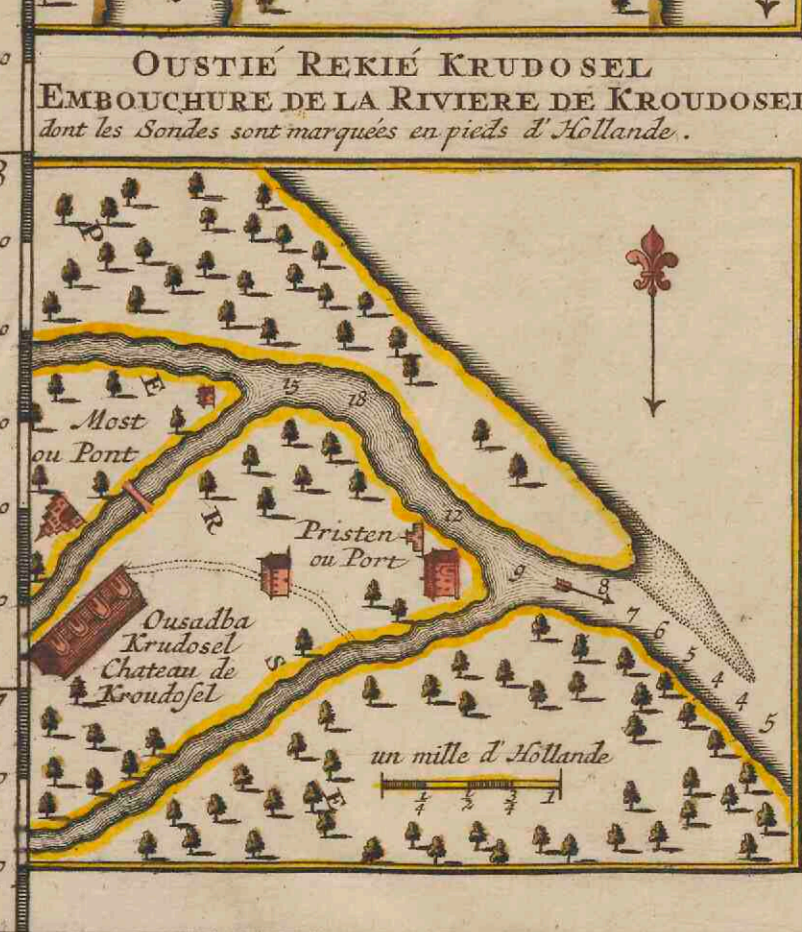 OUSTIÉ REKIÉ KRUDOSEL
EMBOUCHURE DE LA RIVIERE DE KROUDOSEL
dont les Sondes sont marquées en pieds d'Hollande.
P
E
R
S
E
15
18
Most
ou Pont
12
Pristen
ou Port
9
8
7
6
5
4
4
5
Ousadba
Krudosel
Chateau de
Kroudosel
un mille d'Hollande
1/4 1/2 3/4 1